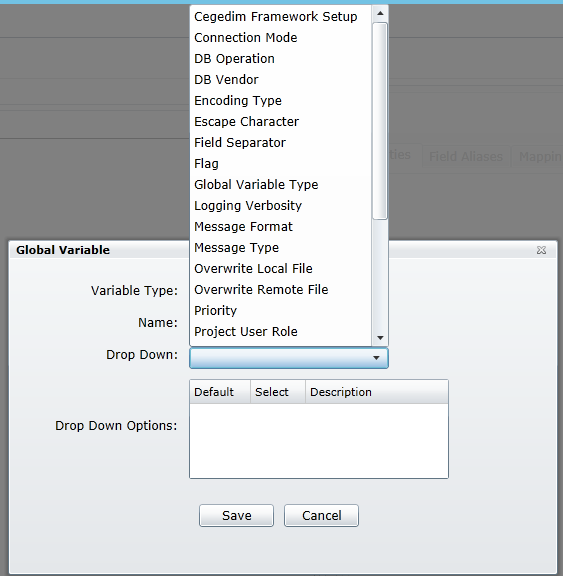 Cegedim Framework Setup
Connection Mode
DB Operation
DB Vendor
Encoding Type
Escape Character
Field Separator
Flag
Global Variable Type
Logging Verbosity
Message Format
Message Type
Overwrite Local File
Overwrite Remote File
Priority
Project User Role
ties Field Aliases Mappin
Global Variable
Variable Type:
Name:
Drop Down:
Default Select Description
Drop Down Options:
Save Cancel